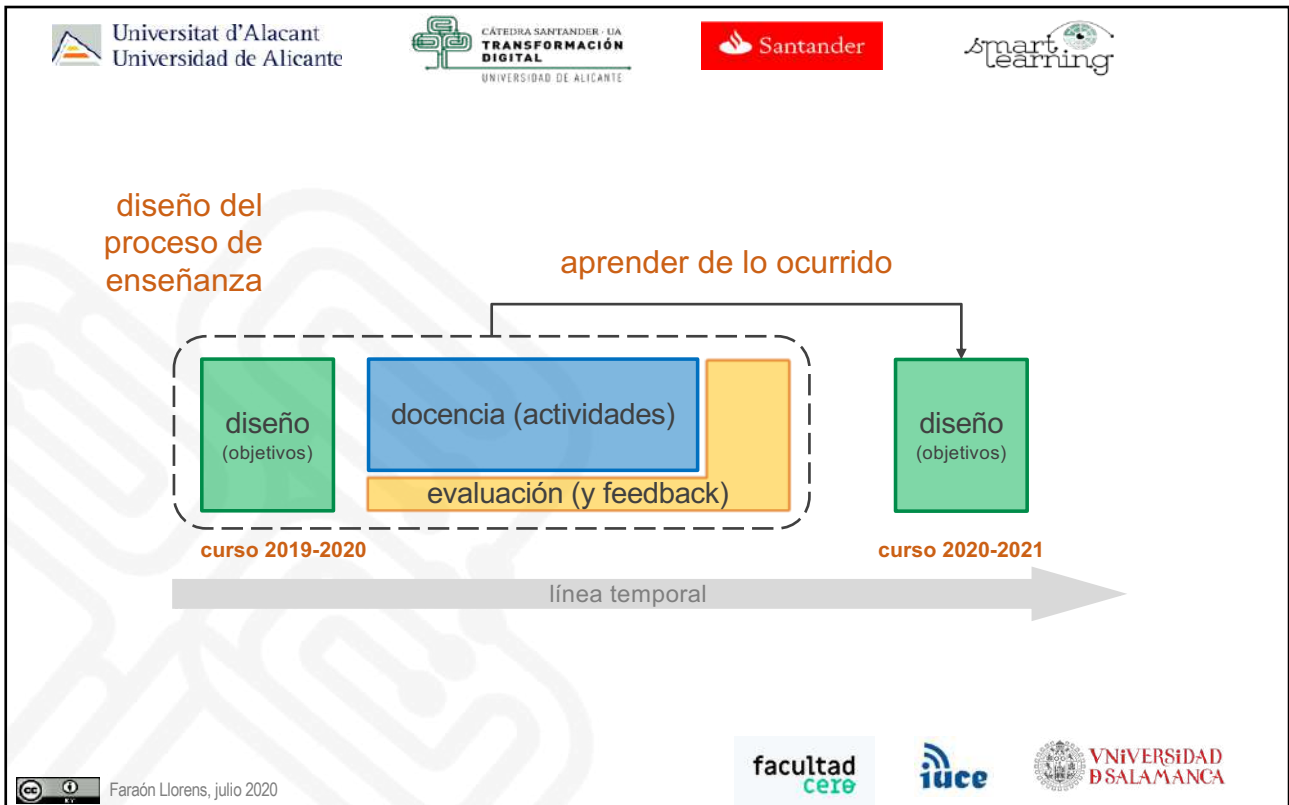 Universitat d'Alacant
Universidad de Alicante
CÁTEDRA SANTANDER · UA
TRANSFORMACIÓN
DIGITAL
UNIVERSIDAD DE ALICANTE
Santander
smart
learning
diseño del
proceso de
enseñanza
aprender de lo ocurrido
diseño
(objetivos)
docencia (actividades)
evaluación (y feedback)
diseño
(objetivos)
curso 2019-2020
curso 2020-2021
línea temporal
facultad
cero
iuce
VNiVERSiDAD
DSALAMANCA
cc
BY
Faraón Llorens, julio 2020